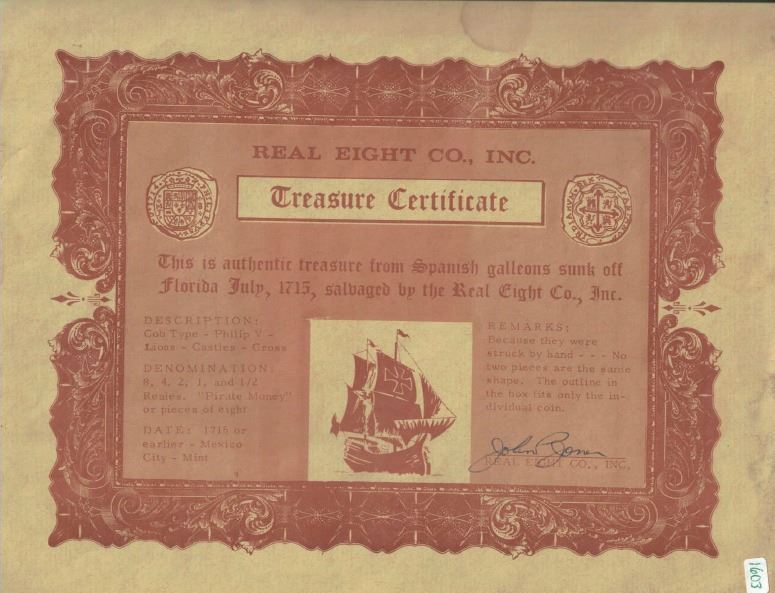 REAL EIGHT CO., INC.
Treasure Certificate
This is authentic treasure from Spanish galleons sunk off
Florida July, 1715, salvaged by the Real Eight Co., Inc.
DESCRIPTION:
Cob Type - Philip V -
Lions - Castles - Cross
DENOMINATION:
8, 4, 2, 1, and 1/2
Reales. "Pirate Money"
or pieces of eight
DATE: 1715 or
earlier - Mexico
City - Mint
REMARKS:
Because they were
struck by hand - - - No
two pieces are the same
shape. The outline in
the box fits only the in-
dividual coin.
John
REAL EIGHT CO., INC,
1603